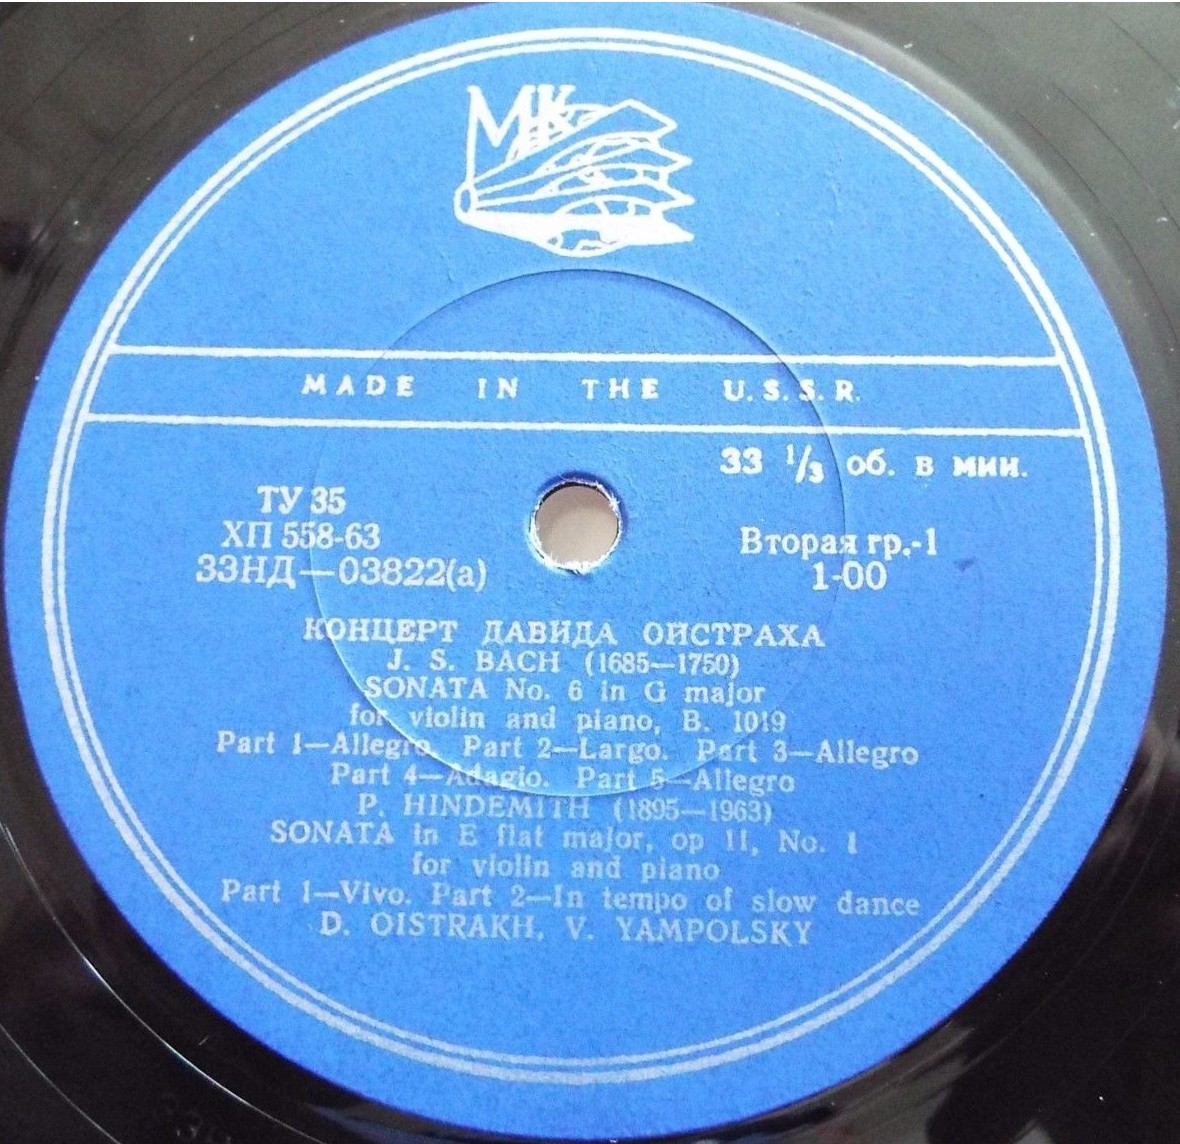 МК
MADE IN THE U.S.S.R.
33 1/3 об. в мин.
ТУ 35
ХП 558-63
33НД—03822(а)
Вторая гр.-1
1-00
КОНЦЕРТ ДАВИДА ОЙСТРАХА
J. S. BACH (1685—1750)
SONATA No. 6 in G major
for violin and piano, B. 1019
Part 1—Allegro. Part 2—Largo. Part 3—Allegro
Part 4—Adagio. Part 5—Allegro
P. HINDEMITH (1895—1963)
SONATA in E flat major, op 11, No. 1
for violin and piano
Part 1—Vivo. Part 2—In tempo of slow dance
D. OISTRAKH, V. YAMPOLSKY